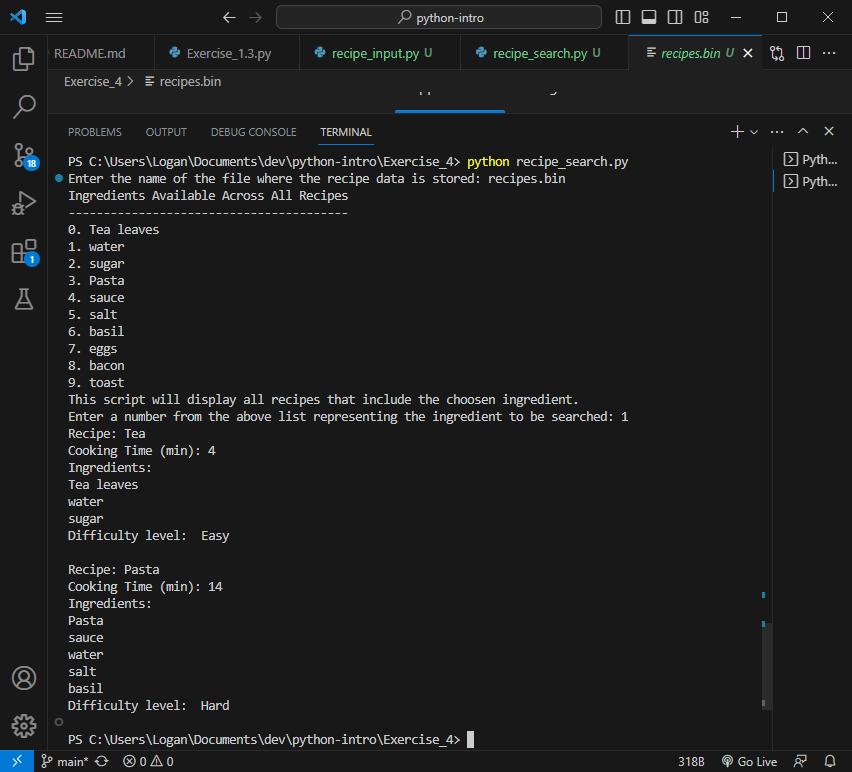 python-intro
README.md
Exercise_1.3.py
recipe_input.py U
recipe_search.py U
recipes.bin U
Exercise_4 > recipes.bin
PROBLEMS OUTPUT DEBUG CONSOLE TERMINAL
PS C:\Users\Logan\Documents\dev\python-intro\Exercise_4> python recipe_search.py
Enter the name of the file where the recipe data is stored: recipes.bin
Ingredients Available Across All Recipes
----------------------------------------
0. Tea leaves
1. water
2. sugar
3. Pasta
4. sauce
5. salt
6. basil
7. eggs
8. bacon
9. toast
This script will display all recipes that include the choosen ingredient.
Enter a number from the above list representing the ingredient to be searched: 1
Recipe: Tea
Cooking Time (min): 4
Ingredients:
Tea leaves
water
sugar
Difficulty level:  Easy
Recipe: Pasta
Cooking Time (min): 14
Ingredients:
Pasta
sauce
water
salt
basil
Difficulty level:  Hard
PS C:\Users\Logan\Documents\dev\python-intro\Exercise_4>
Pyth...
Pyth...
18
1
main* 0 0 318B Go Live